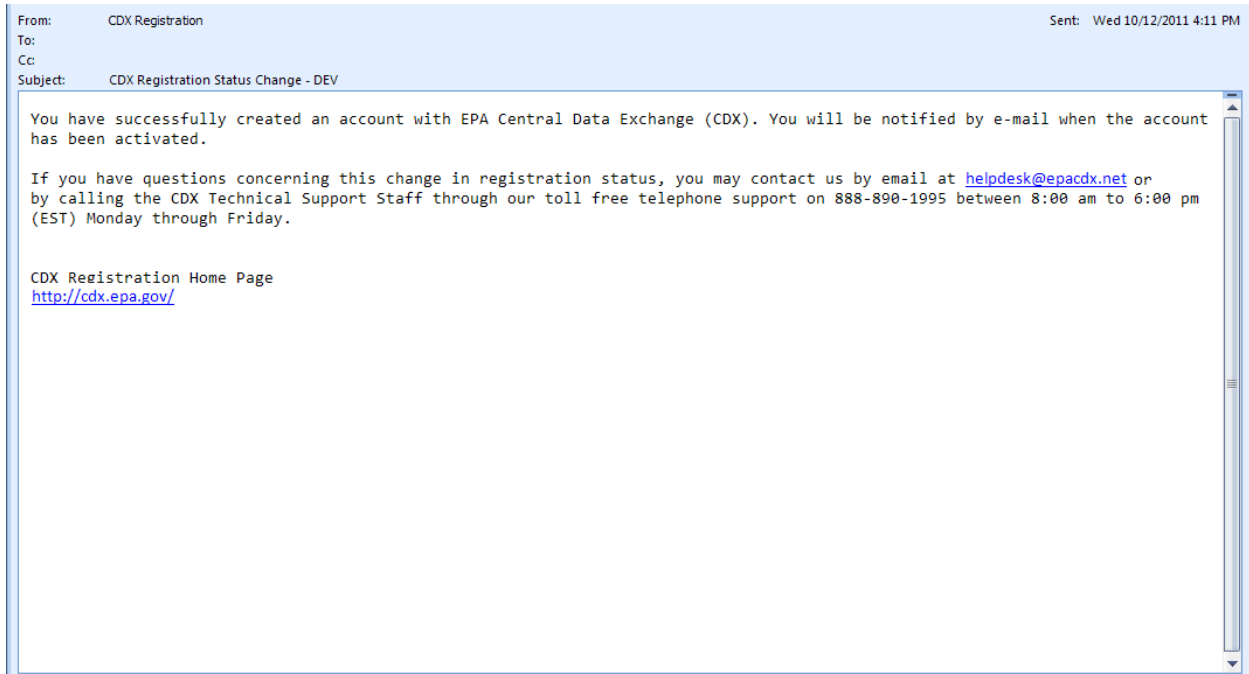 From: CDX Registration Sent: Wed 10/12/2011 4:11 PM
To:
Cc:
Subject: CDX Registration Status Change - DEV
You have successfully created an account with EPA Central Data Exchange (CDX). You will be notified by e-mail when the account
has been activated.
If you have questions concerning this change in registration status, you may contact us by email at helpdesk@epacdx.net or
by calling the CDX Technical Support Staff through our toll free telephone support on 888-890-1995 between 8:00 am to 6:00 pm
(EST) Monday through Friday.
CDX Registration Home Page
http://cdx.epa.gov/